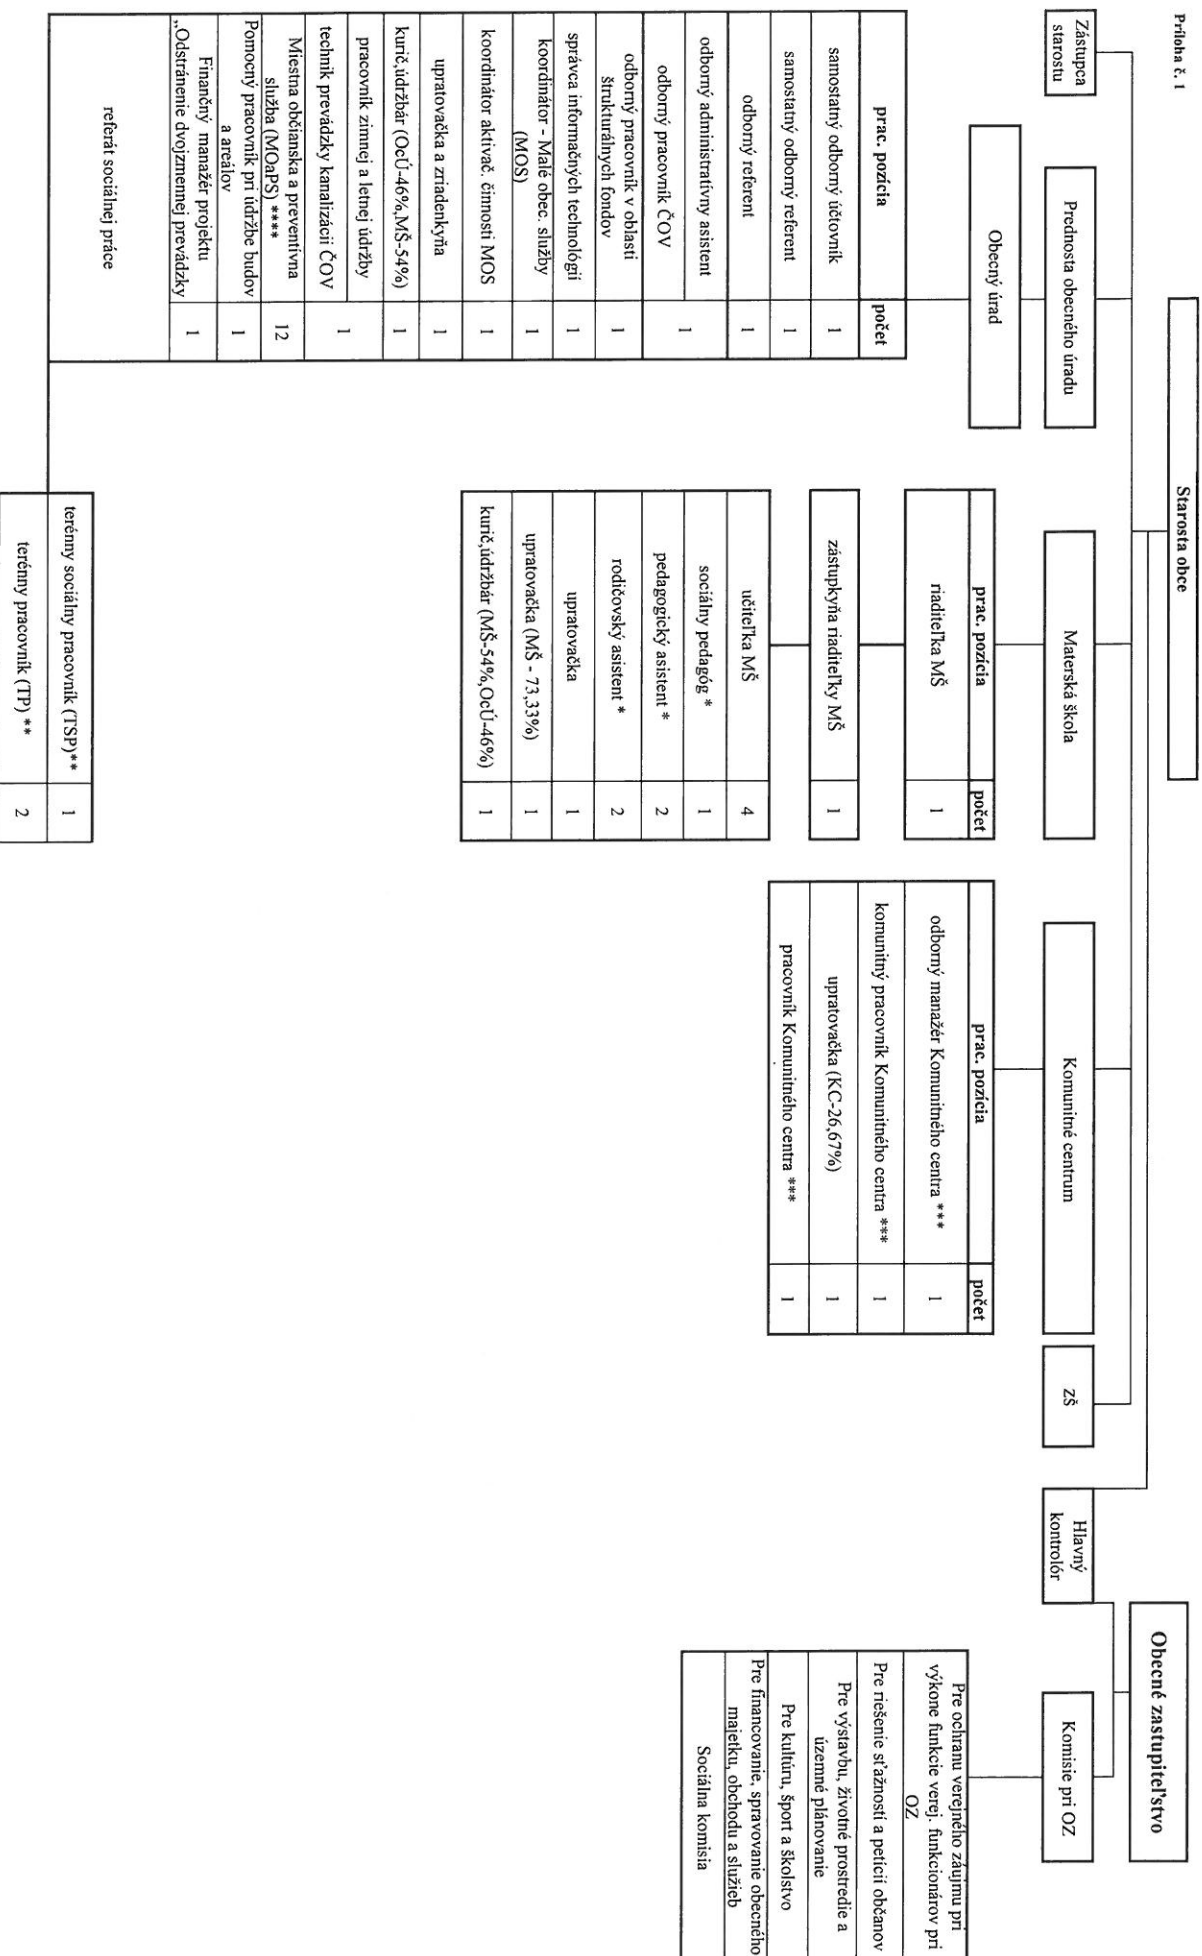 Príloha č. 1
Starosta obce
Obecné zastupiteľstvo
Zástupca
starostu
Prednosta obecného úradu
Materská škola
Komunitné centrum
ZŠ
Hlavný
kontrolór
Komisie pri OZ
Obecný úrad
prac. pozícia počet
samostatný odborný účtovník 1
samostatný odborný referent 1
odborný referent 1
odborný administratívny asistent
odborný pracovník ČOV
1
odborný pracovník v oblasti
štrukturálnych fondov
1
správca informačných technológii 1
koordinátor - Malé obec. služby
(MOS)
1
koordinátor aktivač. činnosti MOS 1
upratovačka a zriadenkyňa 1
kurič,údržbár (OcÚ-46%,MŠ-54%) 1
pracovník zimnej a letnej údržby
technik prevádzky kanalizácii ČOV
1
Miestna občianska a preventívna
služba (MOaPS) ****
12
Pomocný pracovník pri údržbe budov
a areálov
1
Finančný manažér projektu
„Odstránenie dvojzmennej prevádzky
1
referát sociálnej práce
terénny sociálny pracovník (TSP)** 1
terénny pracovník (TP) ** 2
prac. pozícia počet
riaditeľka MŠ 1
zástupkyňa riaditeľky MŠ 1
učiteľka MŠ 4
sociálny pedagóg * 1
pedagogický asistent * 2
rodičovský asistent * 2
upratovačka 1
upratovačka (MŠ - 73,33%) 1
kurič,údržbár (MŠ-54%,OcÚ-46%) 1
prac. pozícia počet
odborný manažér Komunitného centra *** 1
komunitný pracovník Komunitného centra *** 1
upratovačka (KC-26,67%) 1
pracovník Komunitného centra *** 1
Pre ochranu verejného záujmu pri
výkone funkcie verej. funkcionárov pri
OZ
Pre riešenie sťažností a petícii občanov
Pre výstavbu, životné prostredie a
územné plánovanie
Pre kultúru, šport a školstvo
Pre financovanie, spravovanie obecného
majetku, obchodu a služieb
Sociálna komisia